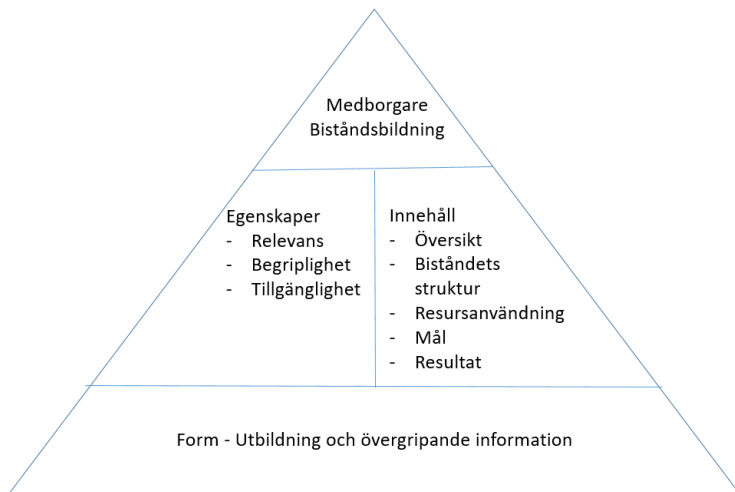 Medborgare
Biståndsbildning
Egenskaper
- Relevans
- Begriplighet
- Tillgänglighet
Innehåll
- Översikt
- Biståndets
struktur
- Resursanvändning
- Mål
- Resultat
Form - Utbildning och övergripande information